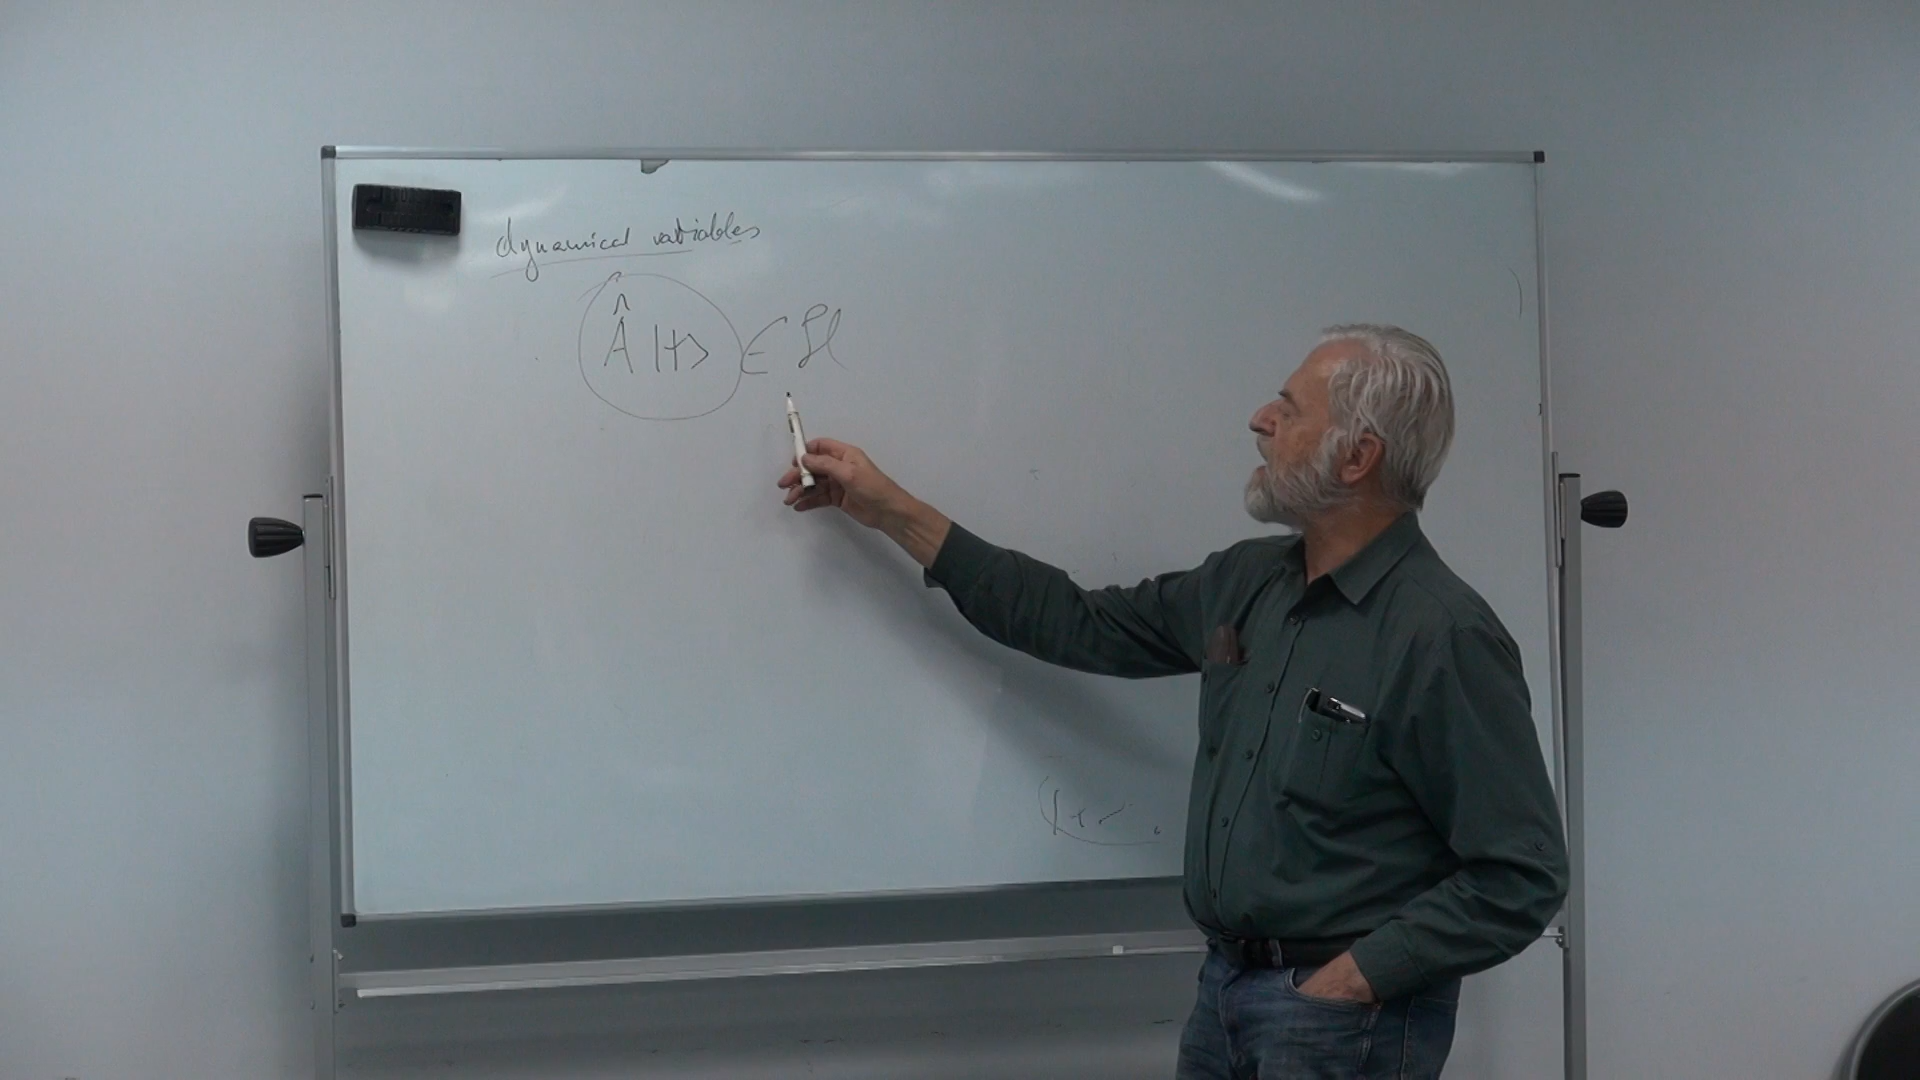 dynamical variables
Â |ψ> ∈ ℋ